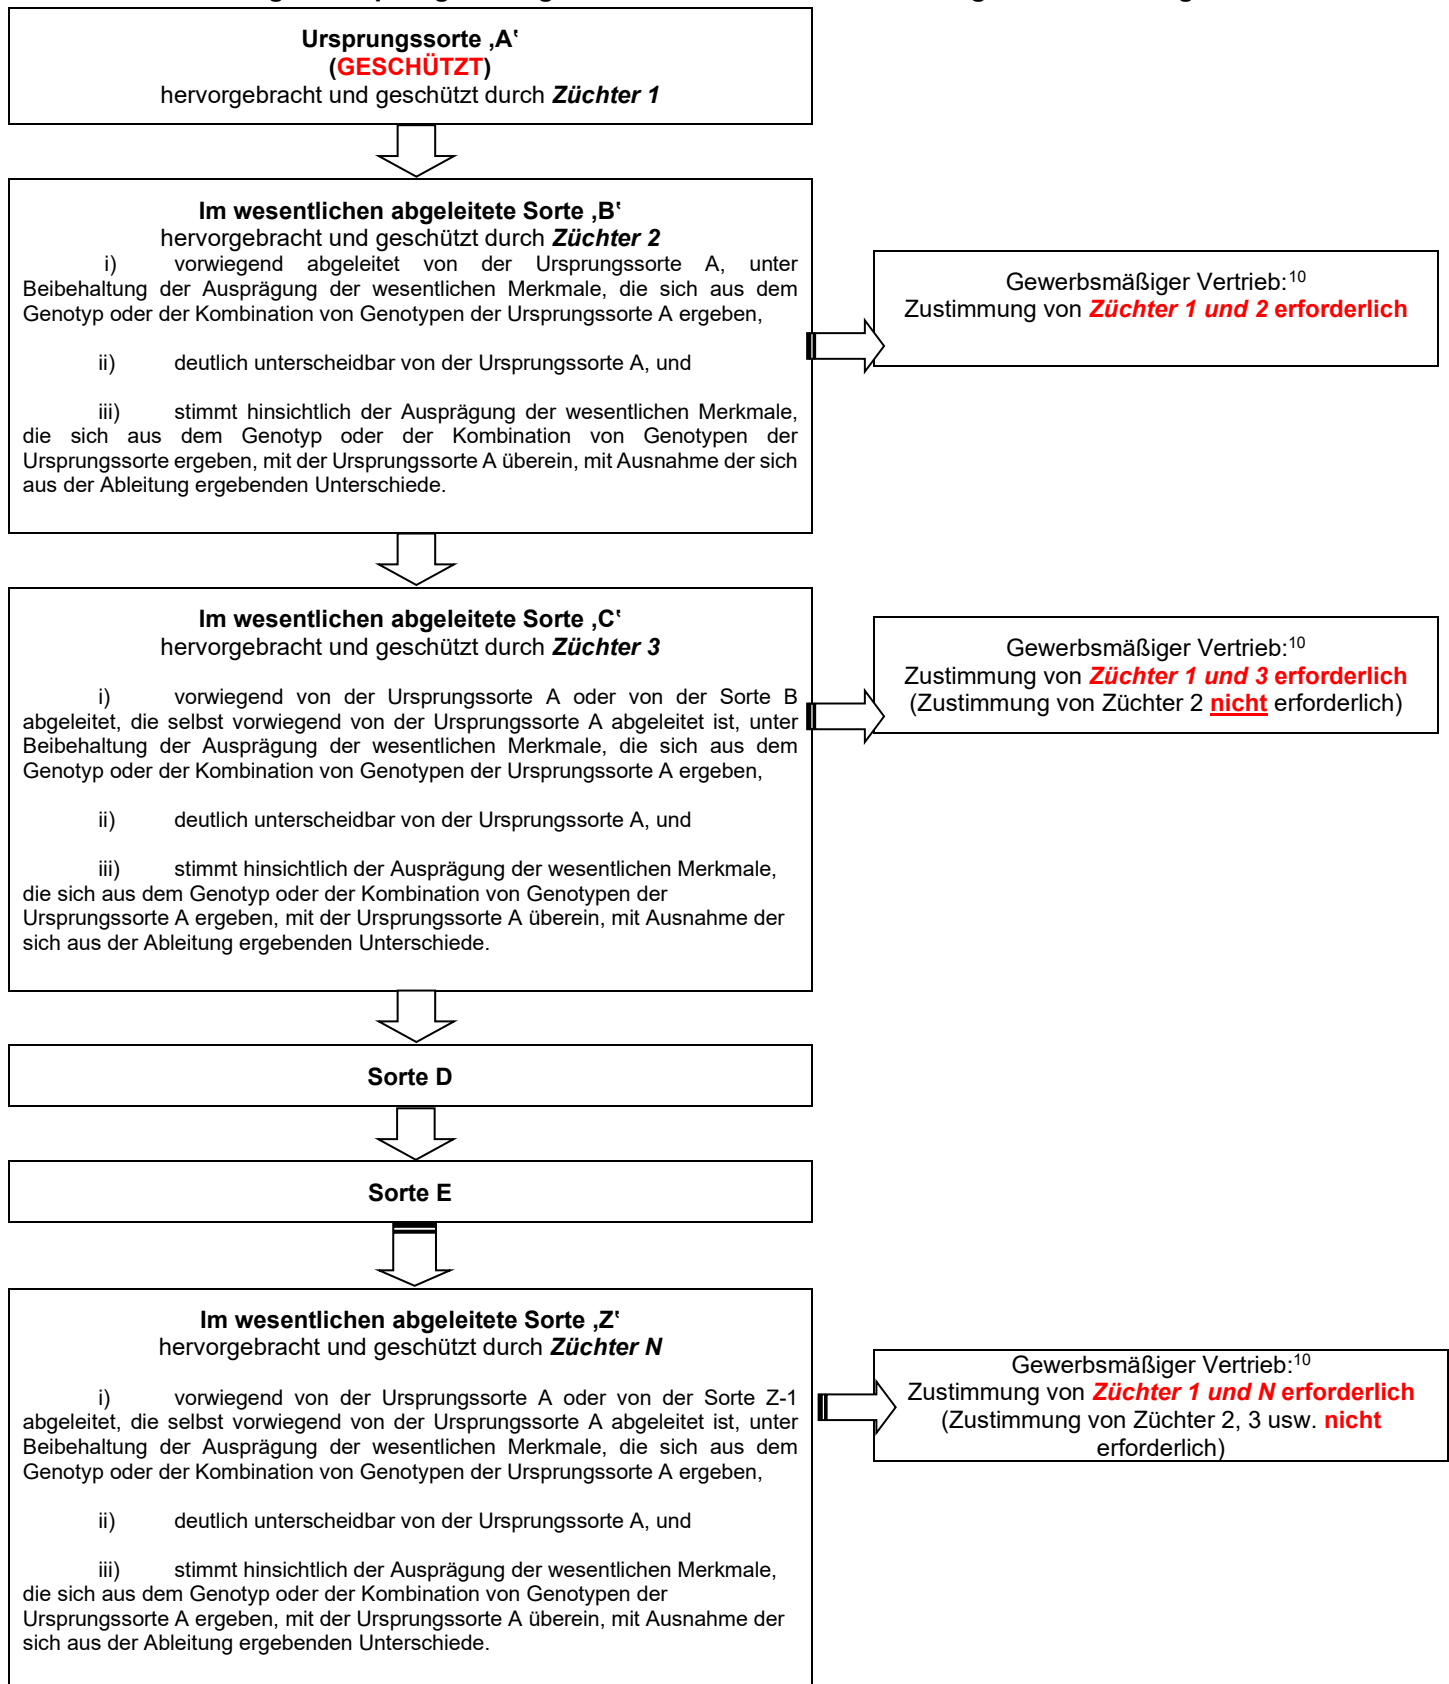 Ursprungssorte ‚A‘
(GESCHÜTZT)
hervorgebracht und geschützt durch Züchter 1
Im wesentlichen abgeleitete Sorte ‚B‘
hervorgebracht und geschützt durch Züchter 2
i) vorwiegend abgeleitet von der Ursprungssorte A, unter
Beibehaltung der Ausprägung der wesentlichen Merkmale, die sich aus dem
Genotyp oder der Kombination von Genotypen der Ursprungssorte A ergeben,
ii) deutlich unterscheidbar von der Ursprungssorte A, und
iii) stimmt hinsichtlich der Ausprägung der wesentlichen Merkmale,
die sich aus dem Genotyp oder der Kombination von Genotypen der
Ursprungssorte ergeben, mit der Ursprungssorte A überein, mit Ausnahme der sich
aus der Ableitung ergebenden Unterschiede.
Gewerbsmäßiger Vertrieb:10
Zustimmung von Züchter 1 und 2 erforderlich
Im wesentlichen abgeleitete Sorte ‚C‘
hervorgebracht und geschützt durch Züchter 3
i) vorwiegend von der Ursprungssorte A oder von der Sorte B
abgeleitet, die selbst vorwiegend von der Ursprungssorte A abgeleitet ist, unter
Beibehaltung der Ausprägung der wesentlichen Merkmale, die sich aus dem
Genotyp oder der Kombination von Genotypen der Ursprungssorte A ergeben,
ii) deutlich unterscheidbar von der Ursprungssorte A, und
iii) stimmt hinsichtlich der Ausprägung der wesentlichen Merkmale,
die sich aus dem Genotyp oder der Kombination von Genotypen der
Ursprungssorte A ergeben, mit der Ursprungssorte A überein, mit Ausnahme der
sich aus der Ableitung ergebenden Unterschiede.
Gewerbsmäßiger Vertrieb:10
Zustimmung von Züchter 1 und 3 erforderlich
(Zustimmung von Züchter 2 nicht erforderlich)
Sorte D
Sorte E
Im wesentlichen abgeleitete Sorte ‚Z‘
hervorgebracht und geschützt durch Züchter N
i) vorwiegend von der Ursprungssorte A oder von der Sorte Z-1
abgeleitet, die selbst vorwiegend von der Ursprungssorte A abgeleitet ist, unter
Beibehaltung der Ausprägung der wesentlichen Merkmale, die sich aus dem
Genotyp oder der Kombination von Genotypen der Ursprungssorte A ergeben,
ii) deutlich unterscheidbar von der Ursprungssorte A, und
iii) stimmt hinsichtlich der Ausprägung der wesentlichen Merkmale,
die sich aus dem Genotyp oder der Kombination von Genotypen der
Ursprungssorte A ergeben, mit der Ursprungssorte A überein, mit Ausnahme der
sich aus der Ableitung ergebenden Unterschiede.
Gewerbsmäßiger Vertrieb:10
Zustimmung von Züchter 1 und N erforderlich
(Zustimmung von Züchter 2, 3 usw. nicht
erforderlich)